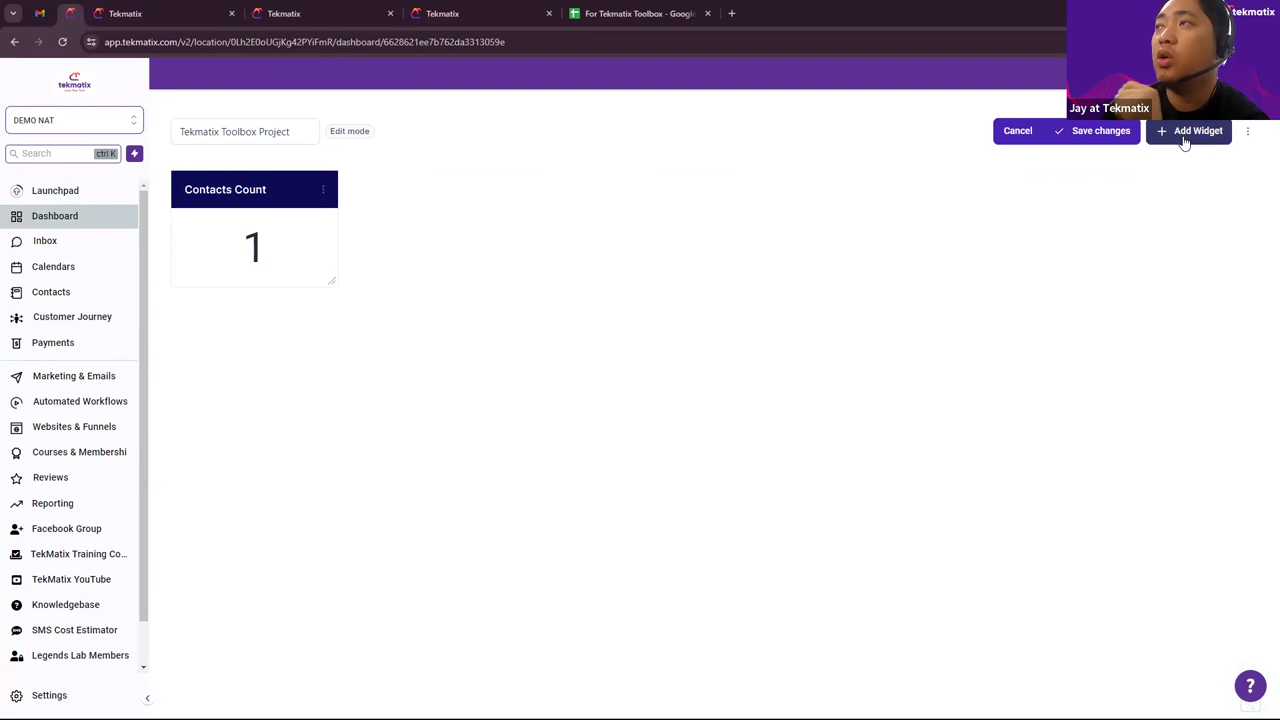 Tekmatix
Tekmatix
Tekmatix
For Tekmatix Toolbox - Google
app.tekmatix.com/v2/location/0Lh2E0oUGjKg42PYiFmR/dashboard/6628621ee7b762da3313059e
tekmatix
Jay at Tekmatix
tekmatix
DEMO NAT
Search
ctrl K
Tekmatix Toolbox Project
Edit mode
Cancel
Save changes
Add Widget
Contacts Count
1
Launchpad
Dashboard
Inbox
Calendars
Contacts
Customer Journey
Payments
Marketing & Emails
Automated Workflows
Websites & Funnels
Courses & Membershi
Reviews
Reporting
Facebook Group
TekMatix Training Co...
TekMatix YouTube
Knowledgebase
SMS Cost Estimator
Legends Lab Members
Settings
?